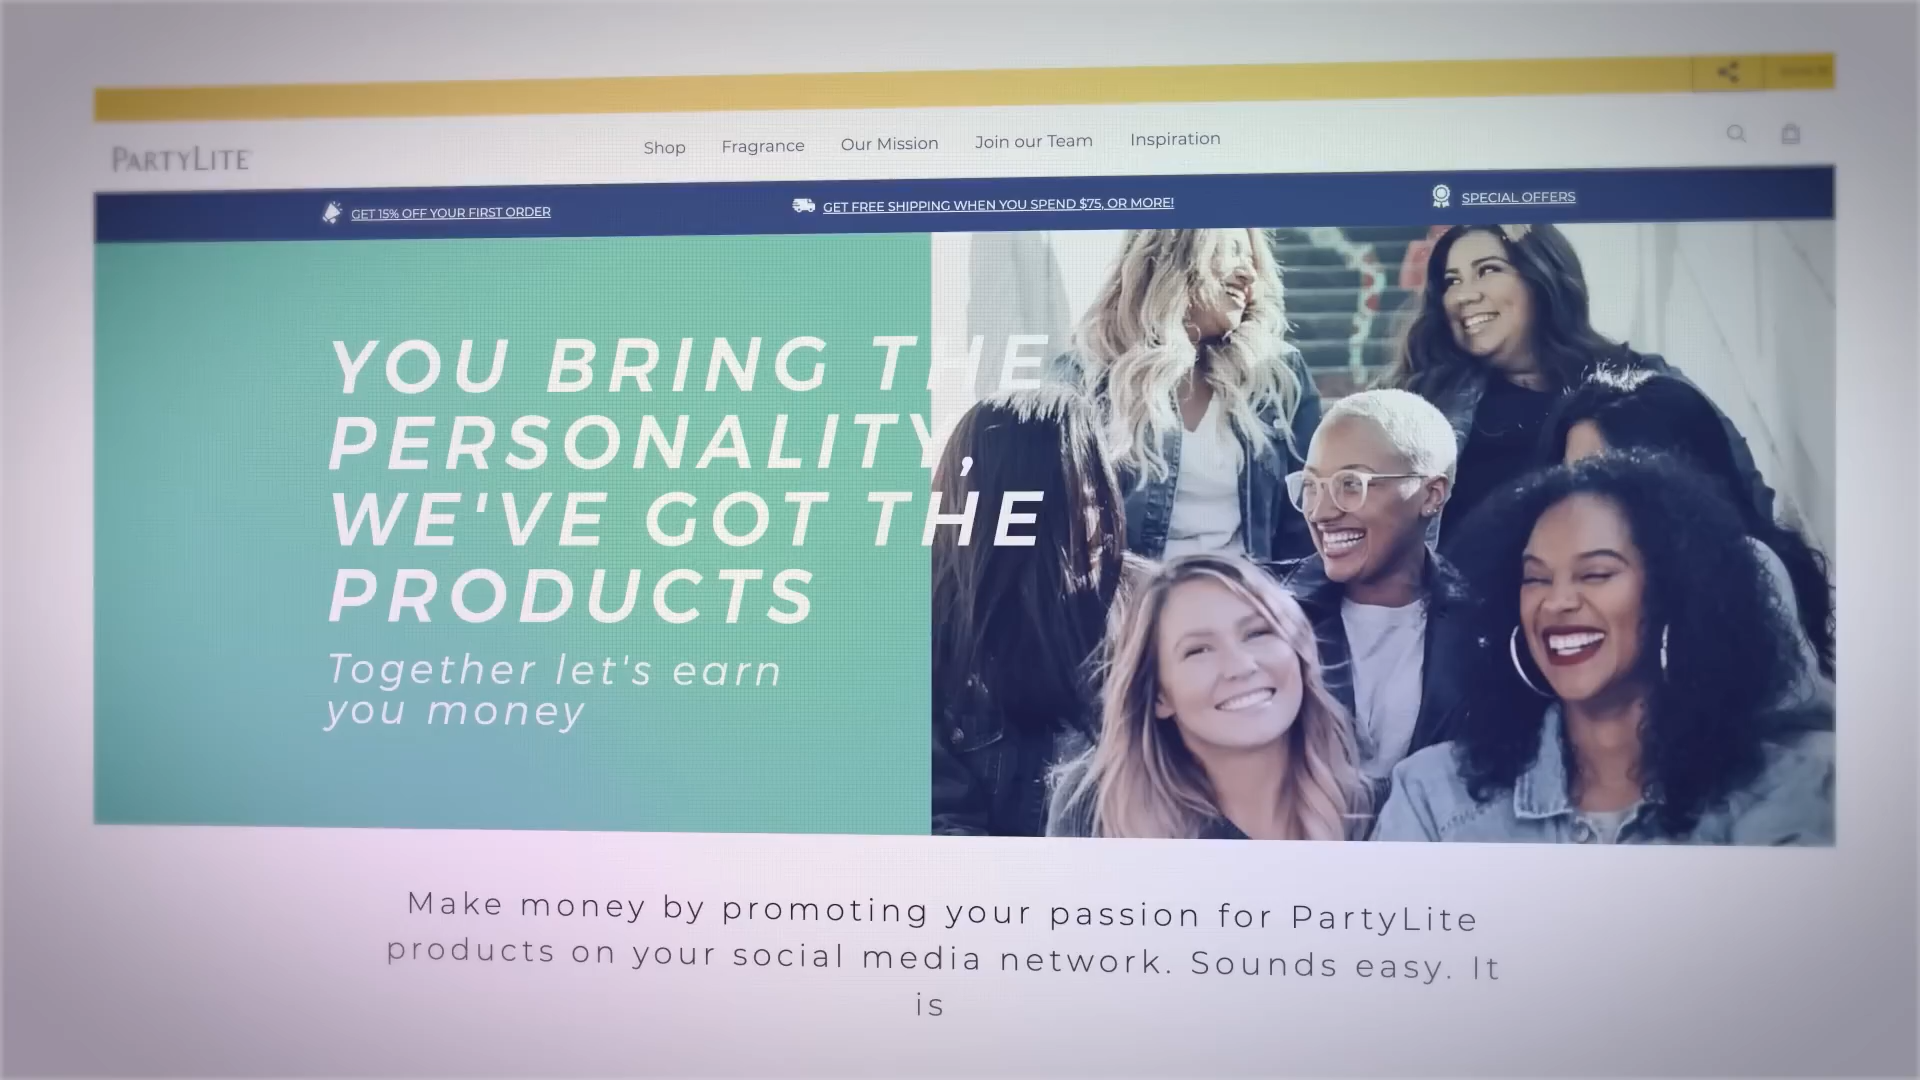 PARTYLITE
Shop Fragrance Our Mission Join our Team Inspiration
GET 15% OFF YOUR FIRST ORDER
GET FREE SHIPPING WHEN YOU SPEND $75, OR MORE!
SPECIAL OFFERS
YOU BRING THE
PERSONALITY,
WE'VE GOT THE
PRODUCTS
Together let's earn
you money
Make money by promoting your passion for PartyLite
products on your social media network. Sounds easy. It
is